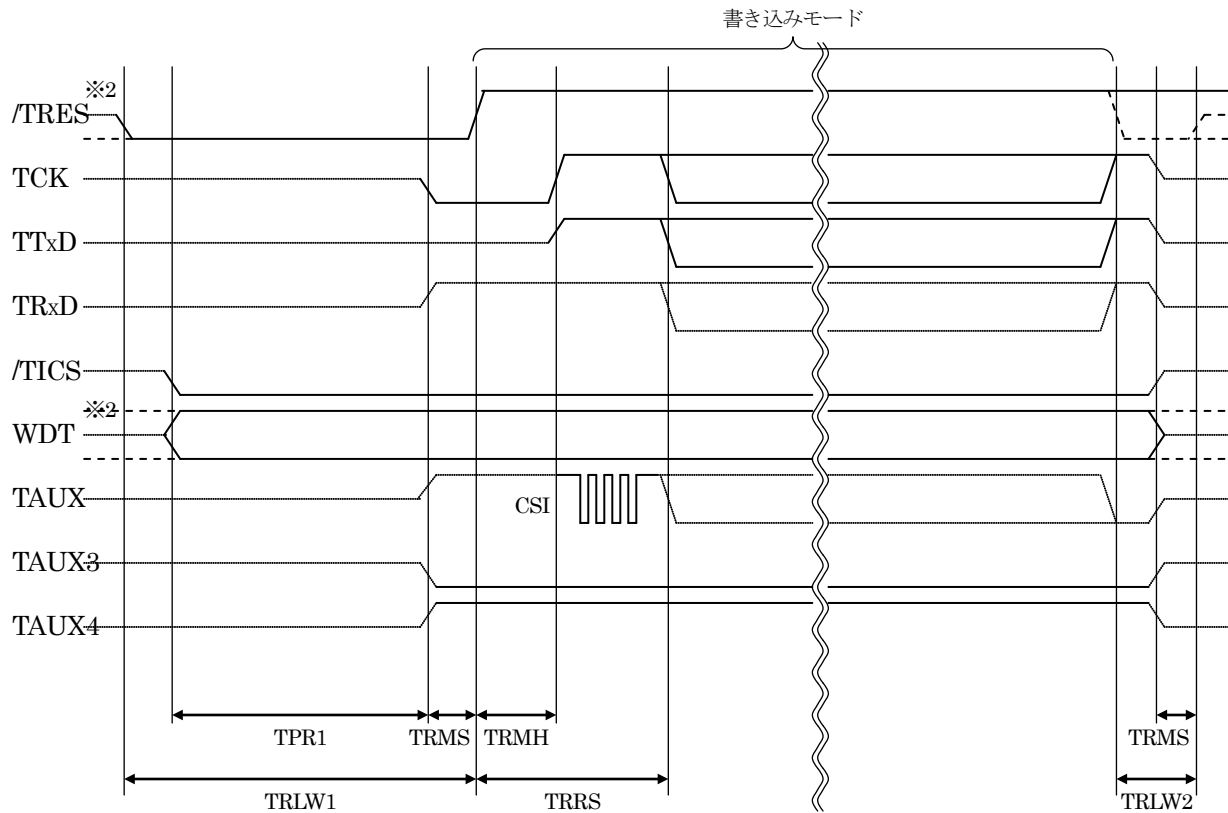 書き込みモード
※2
/TRES
TCK
TTxD
TRxD
/TICS
※2
WDT
TAUX
CSI
TAUX3
TAUX4
TPR1
TRMS
TRMH
TRMS
TRLW1
TRRS
TRLW2